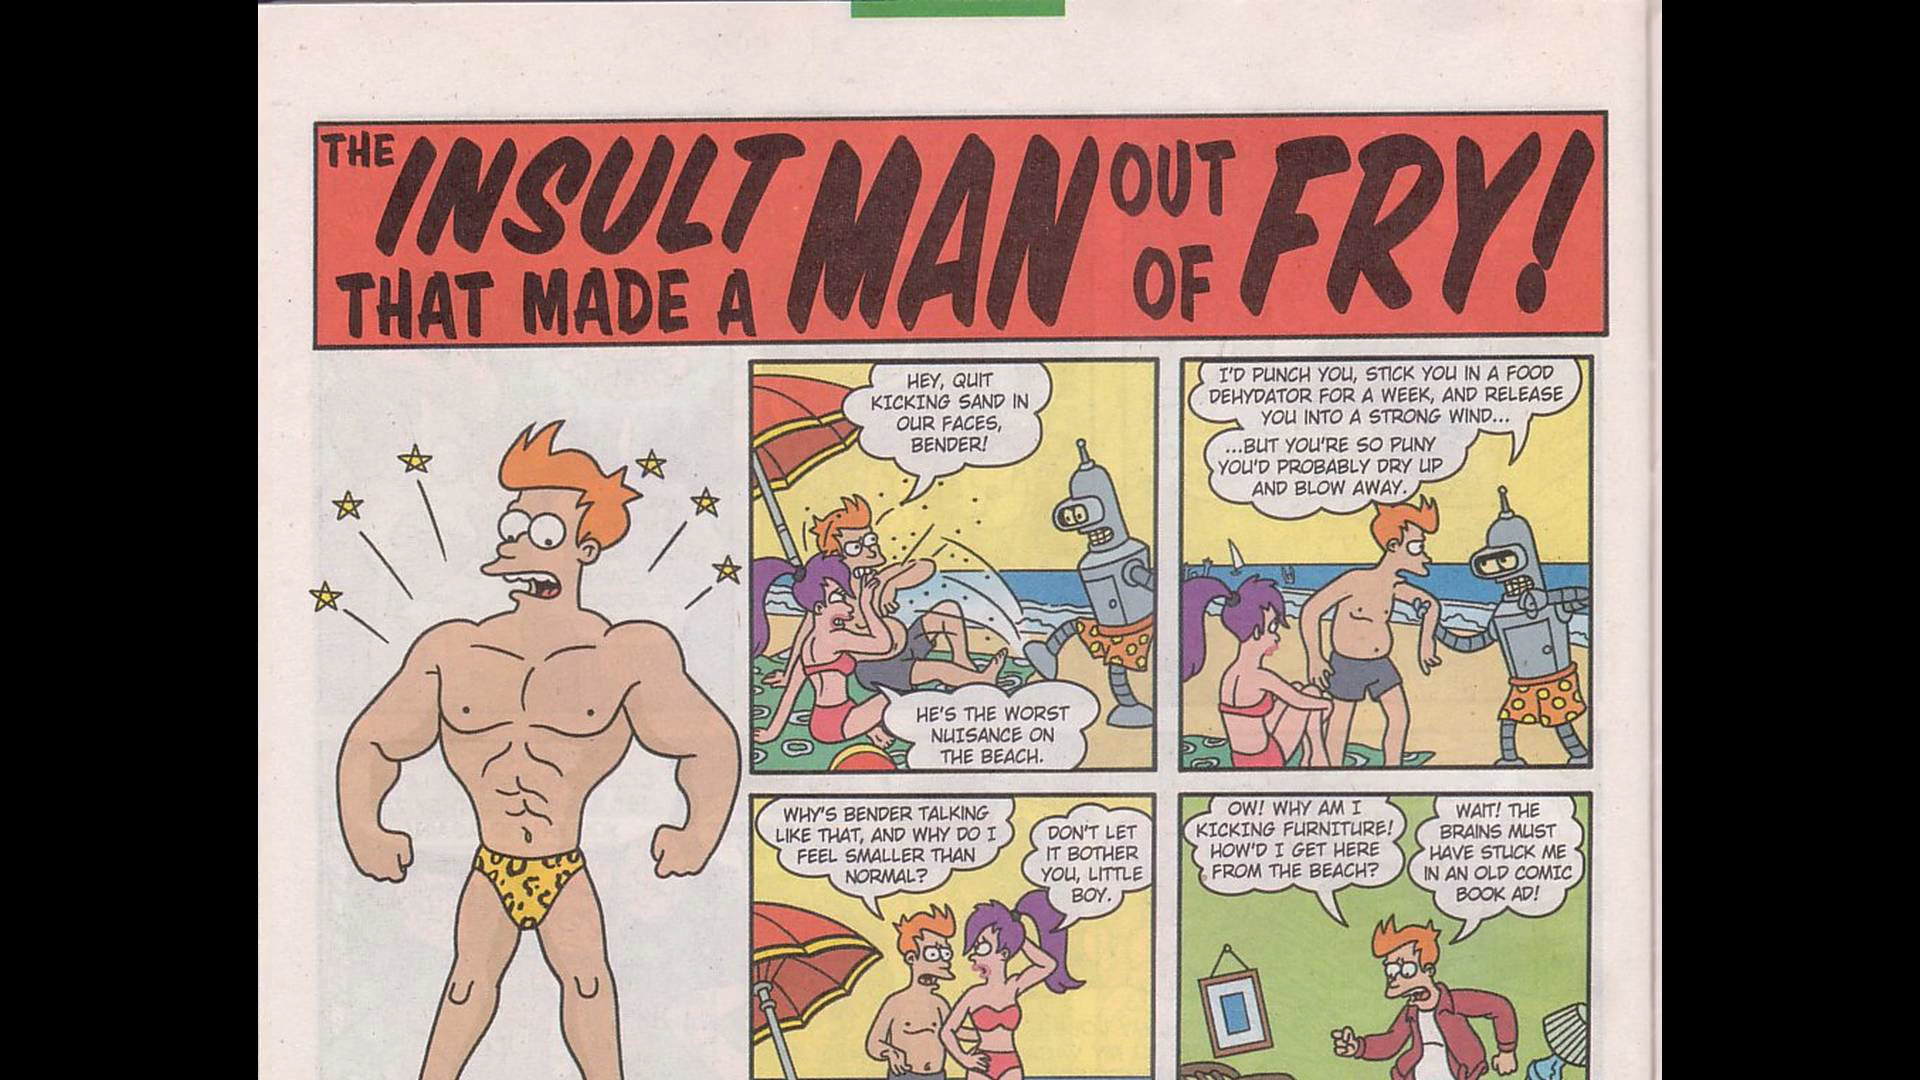 THE INSULT
THAT MADE A MAN OUT
OF FRY!
HEY, QUIT
KICKING SAND IN
OUR FACES,
BENDER!
HE'S THE WORST
NUISANCE ON
THE BEACH.
I'D PUNCH YOU, STICK YOU IN A FOOD
DEHYDATOR FOR A WEEK, AND RELEASE
YOU INTO A STRONG WIND...
...BUT YOU'RE SO PUNY
YOU'D PROBABLY DRY UP
AND BLOW AWAY.
WHY'S BENDER TALKING
LIKE THAT, AND WHY DO I
FEEL SMALLER THAN
NORMAL?
DON'T LET
IT BOTHER
YOU, LITTLE
BOY.
OW! WHY AM I
KICKING FURNITURE!
HOW'D I GET HERE
FROM THE BEACH?
WAIT! THE
BRAINS MUST
HAVE STUCK ME
IN AN OLD COMIC
BOOK AD!